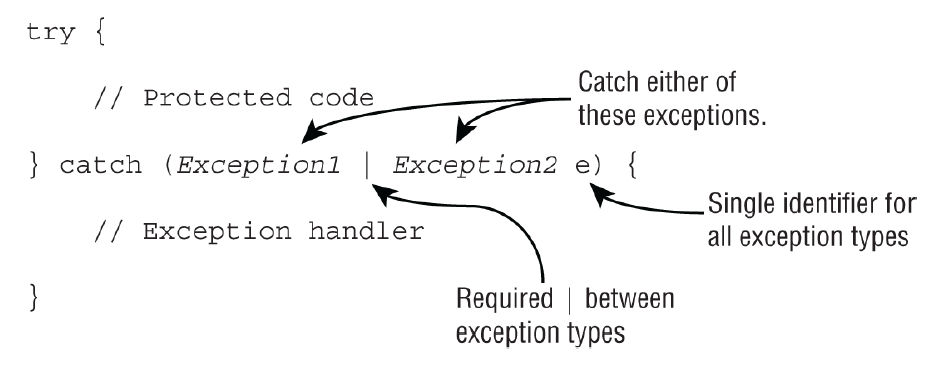 try {
// Protected code
Catch either of
these exceptions.
} catch (Exception1 | Exception2 e) {
Single identifier for
all exception types
// Exception handler
Required | between
exception types
}